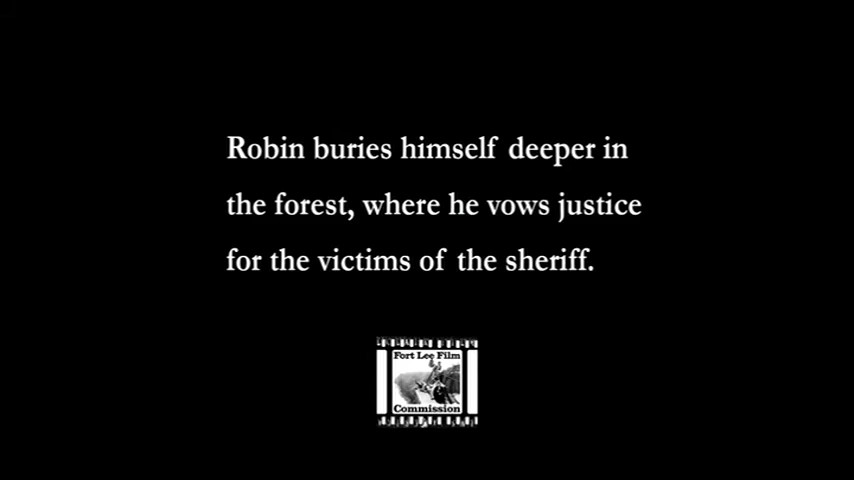 Robin buries himself deeper in
the forest, where he vows justice
for the victims of the sheriff.
Fort Lee Film
Commission